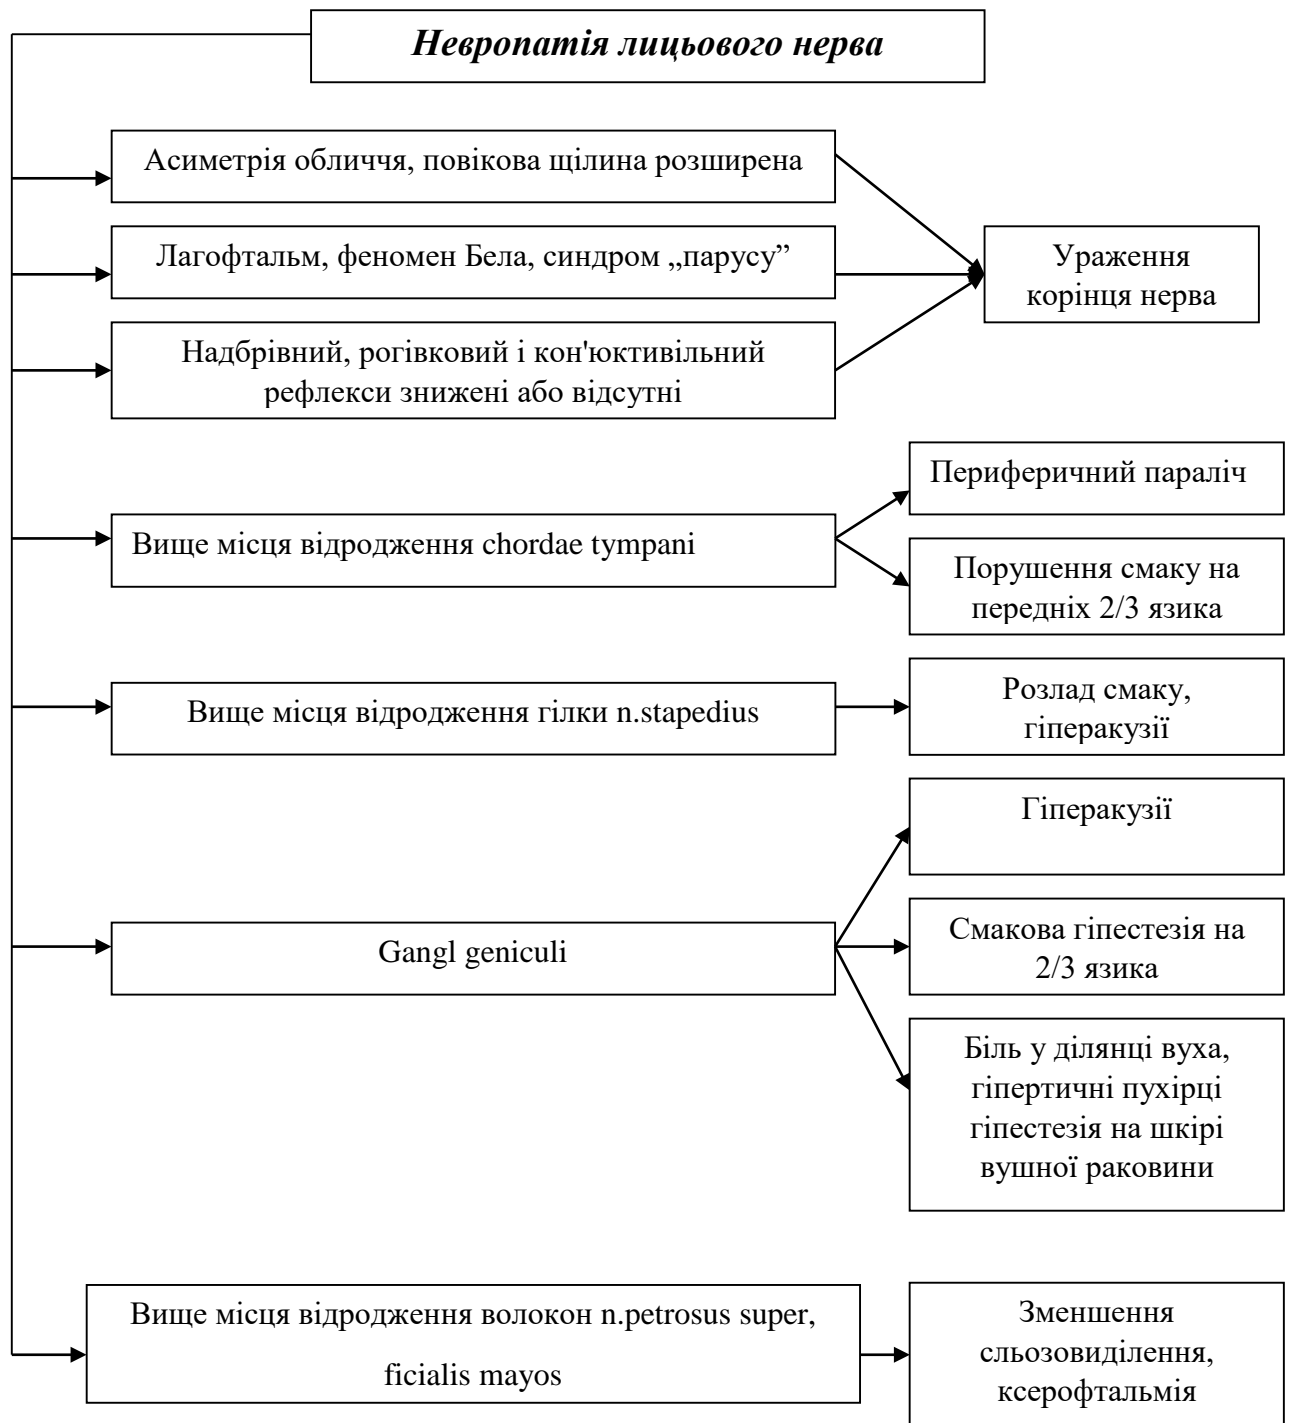 Невропатія лицьового нерва
Асиметрія обличчя, повікова щілина розширена
Лагофтальм, феномен Бела, синдром „парусу”
Ураження
корінця нерва
Надбрівний, рогівковий і кон'юктивільний
рефлекси знижені або відсутні
Периферичний параліч
Вище місця відродження chordae tympani
Порушення смаку на
передніх 2/3 язика
Вище місця відродження гілки n.stapedius
Розлад смаку,
гіперакузії
Гіперакузії
Gangl geniculi
Смакова гіпестезія на
2/3 язика
Біль у ділянці вуха,
гіпертичні пухірці
гіпестезія на шкірі
вушної раковини
Вище місця відродження волокон n.petrosus super,
ficialis mayos
Зменшення
сльозовиділення,
ксерофтальмія